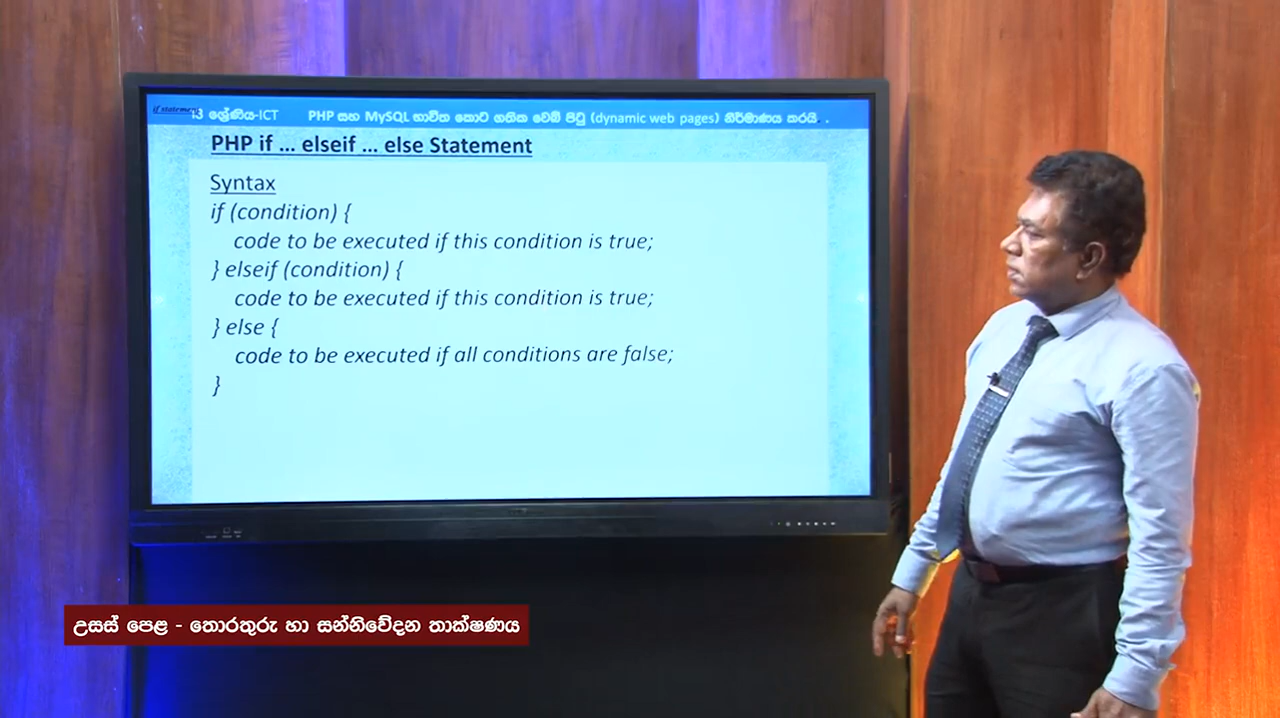 if statement
13 ශ්‍රේණිය-ICT PHP සහ MySQL භාවිත කොට ගතික වෙබ් පිටු (dynamic web pages) නිර්මාණය කරයි. .
PHP if ... elseif ... else Statement
Syntax
if (condition) {
code to be executed if this condition is true;
} elseif (condition) {
code to be executed if this condition is true;
} else {
code to be executed if all conditions are false;
}
උසස් පෙළ - තොරතුරු හා සන්නිවේදන තාක්ෂණය